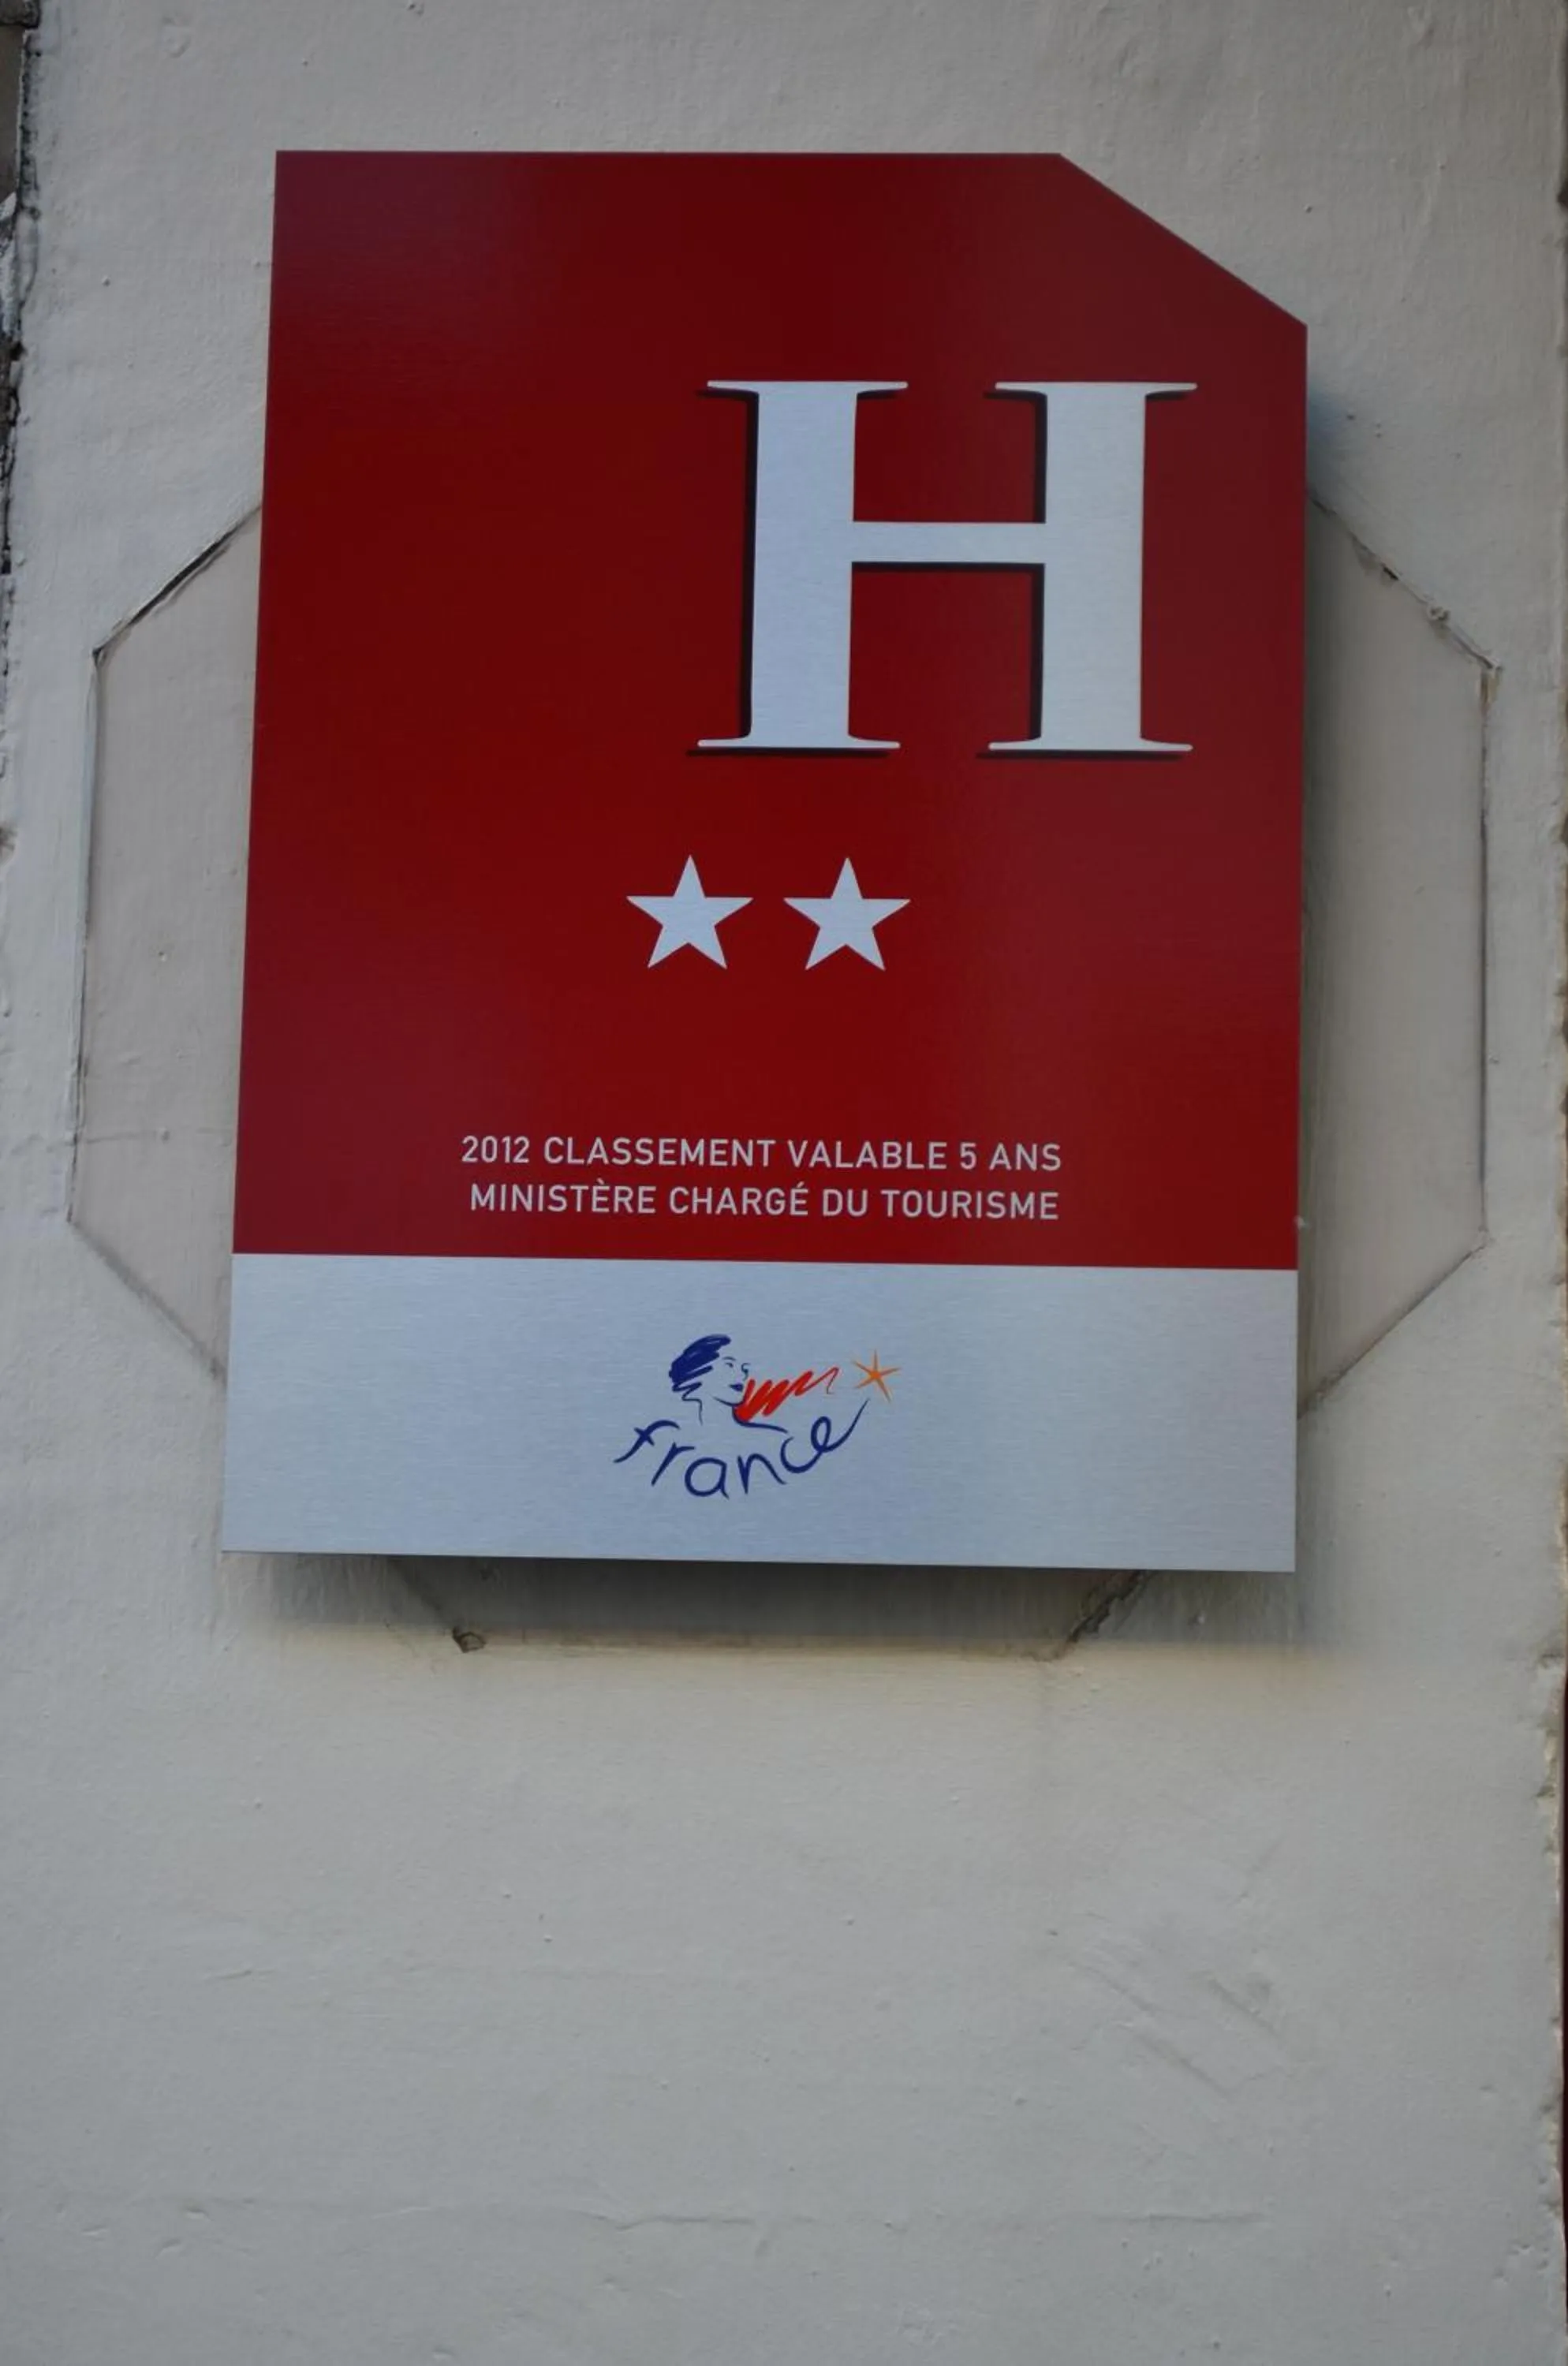 H
2012 CLASSEMENT VALABLE 5 ANS
MINISTÈRE CHARGÉ DU TOURISME
france